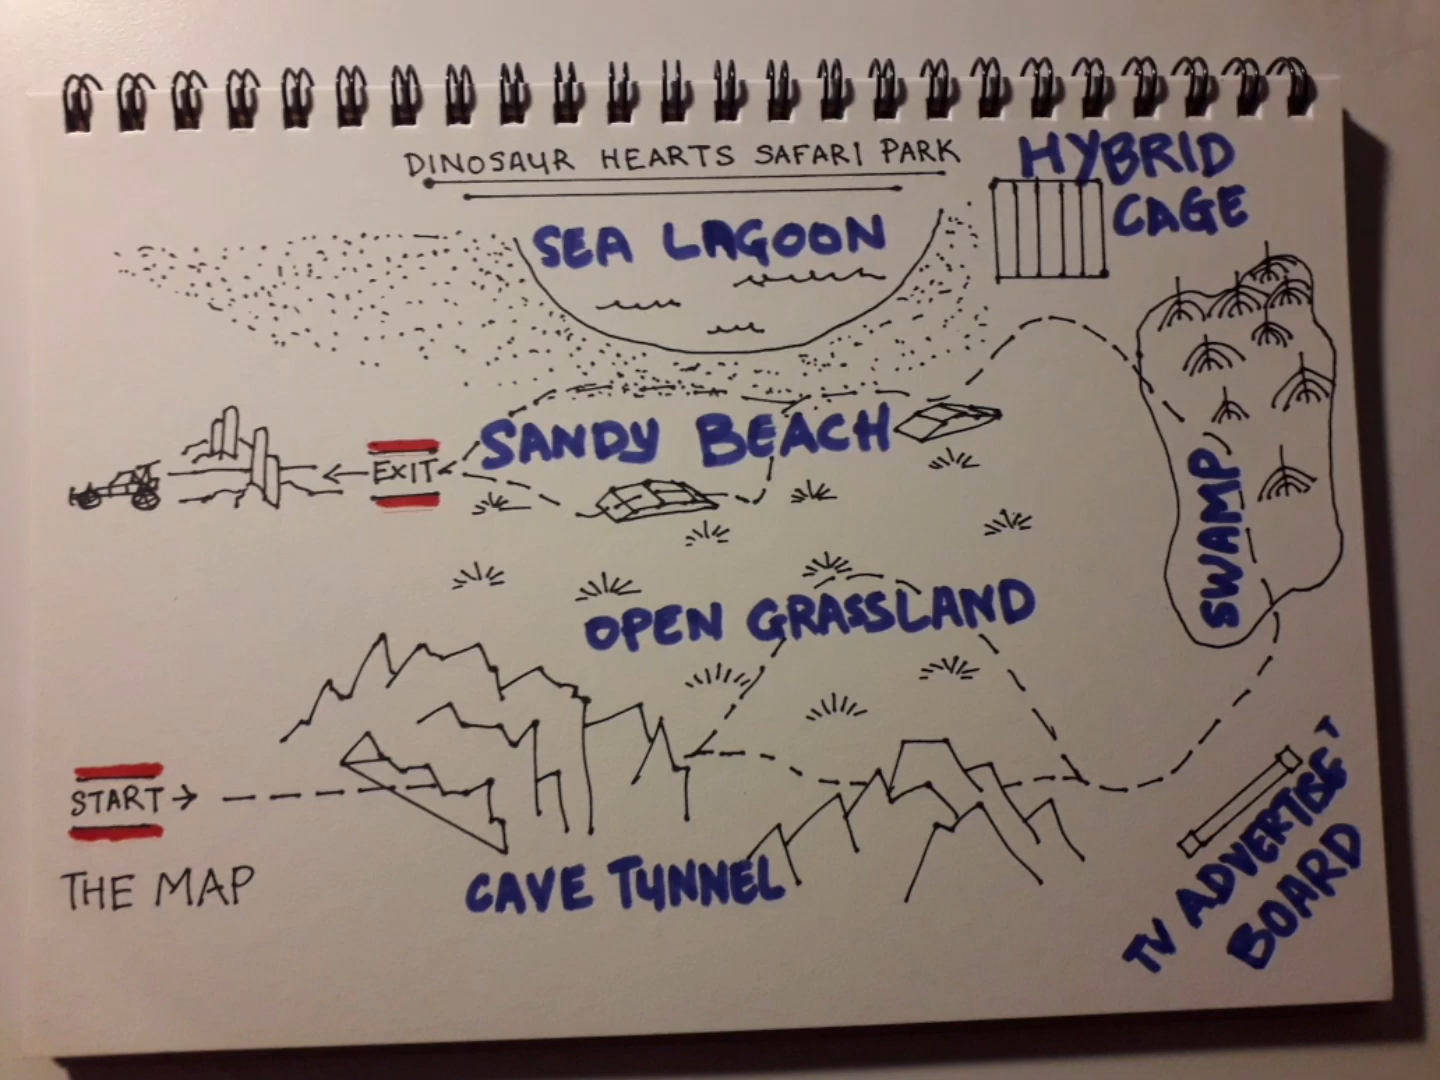 DINOSAUR HEARTS SAFARI PARK
HYBRID
CAGE
SEA LAGOON
SANDY BEACH
EXIT
SWAMP
OPEN GRASSLAND
START
THE MAP
CAVE TUNNEL
TV ADVERTISE'
BOARD